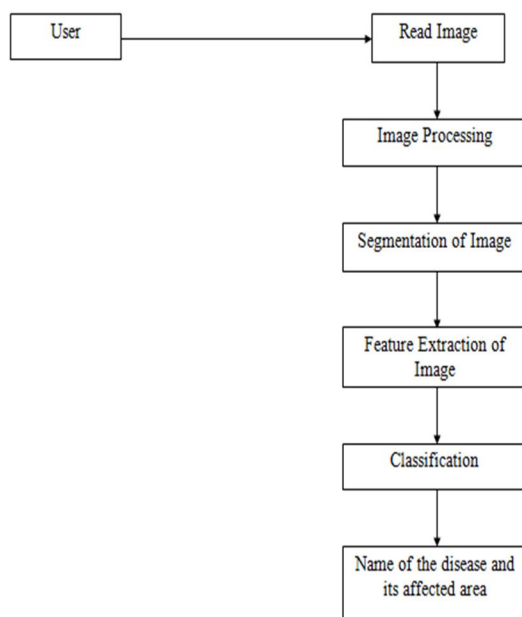 User
Read Image
Image Processing
Segmentation of Image
Feature Extraction of
Image
Classification
Name of the disease and
its affected area